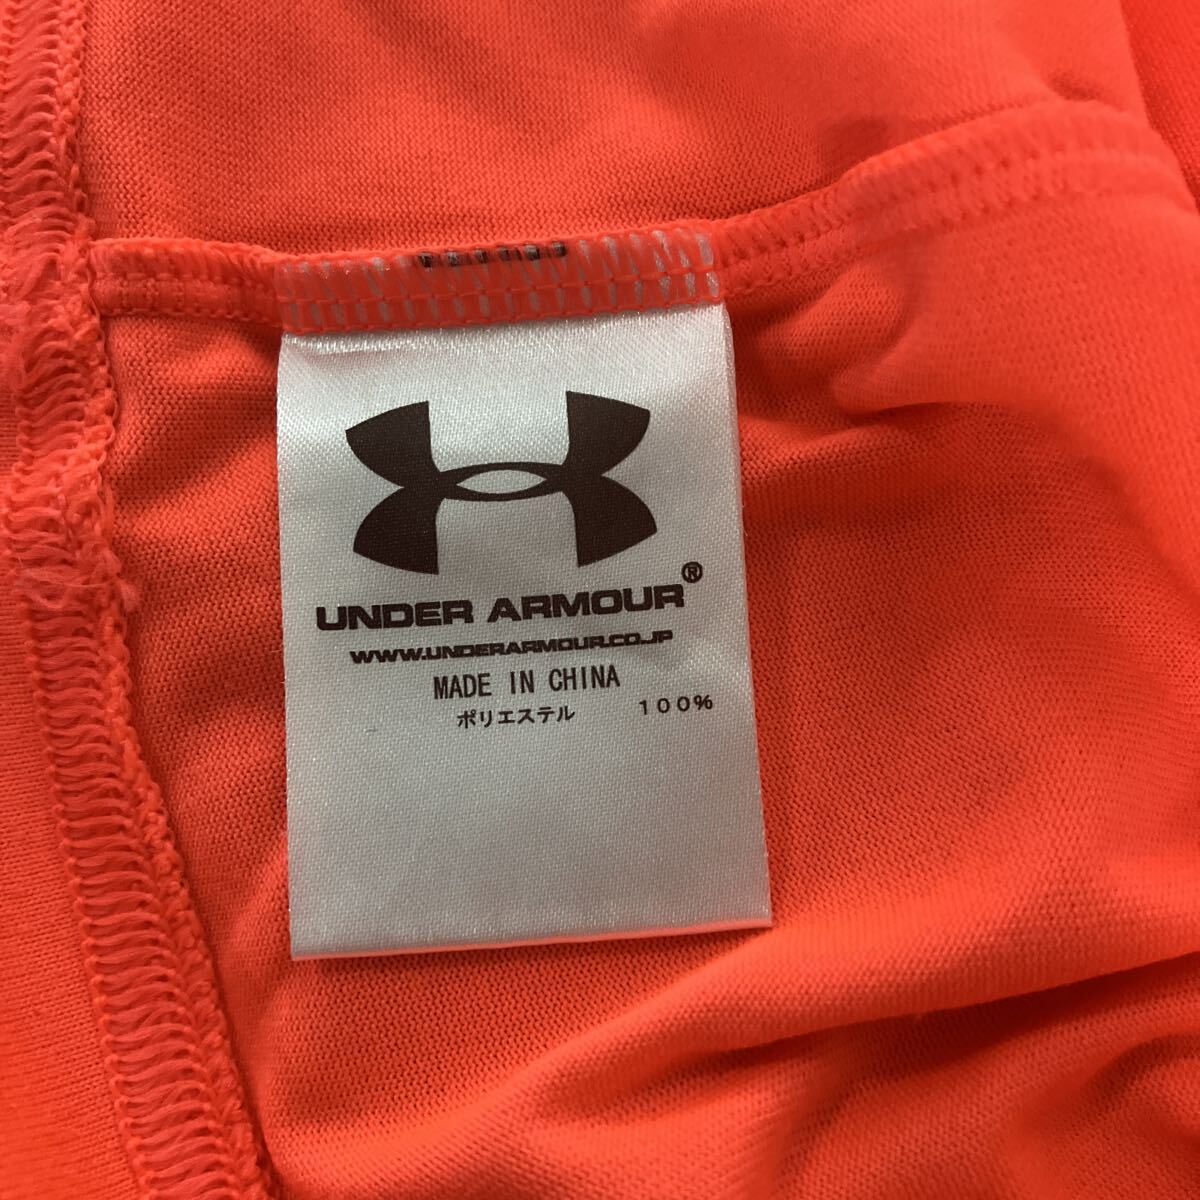 UNDER ARMOUR®
WWW.UNDERARMOUR.CO.JP
MADE IN CHINA
ポリエステル 100%